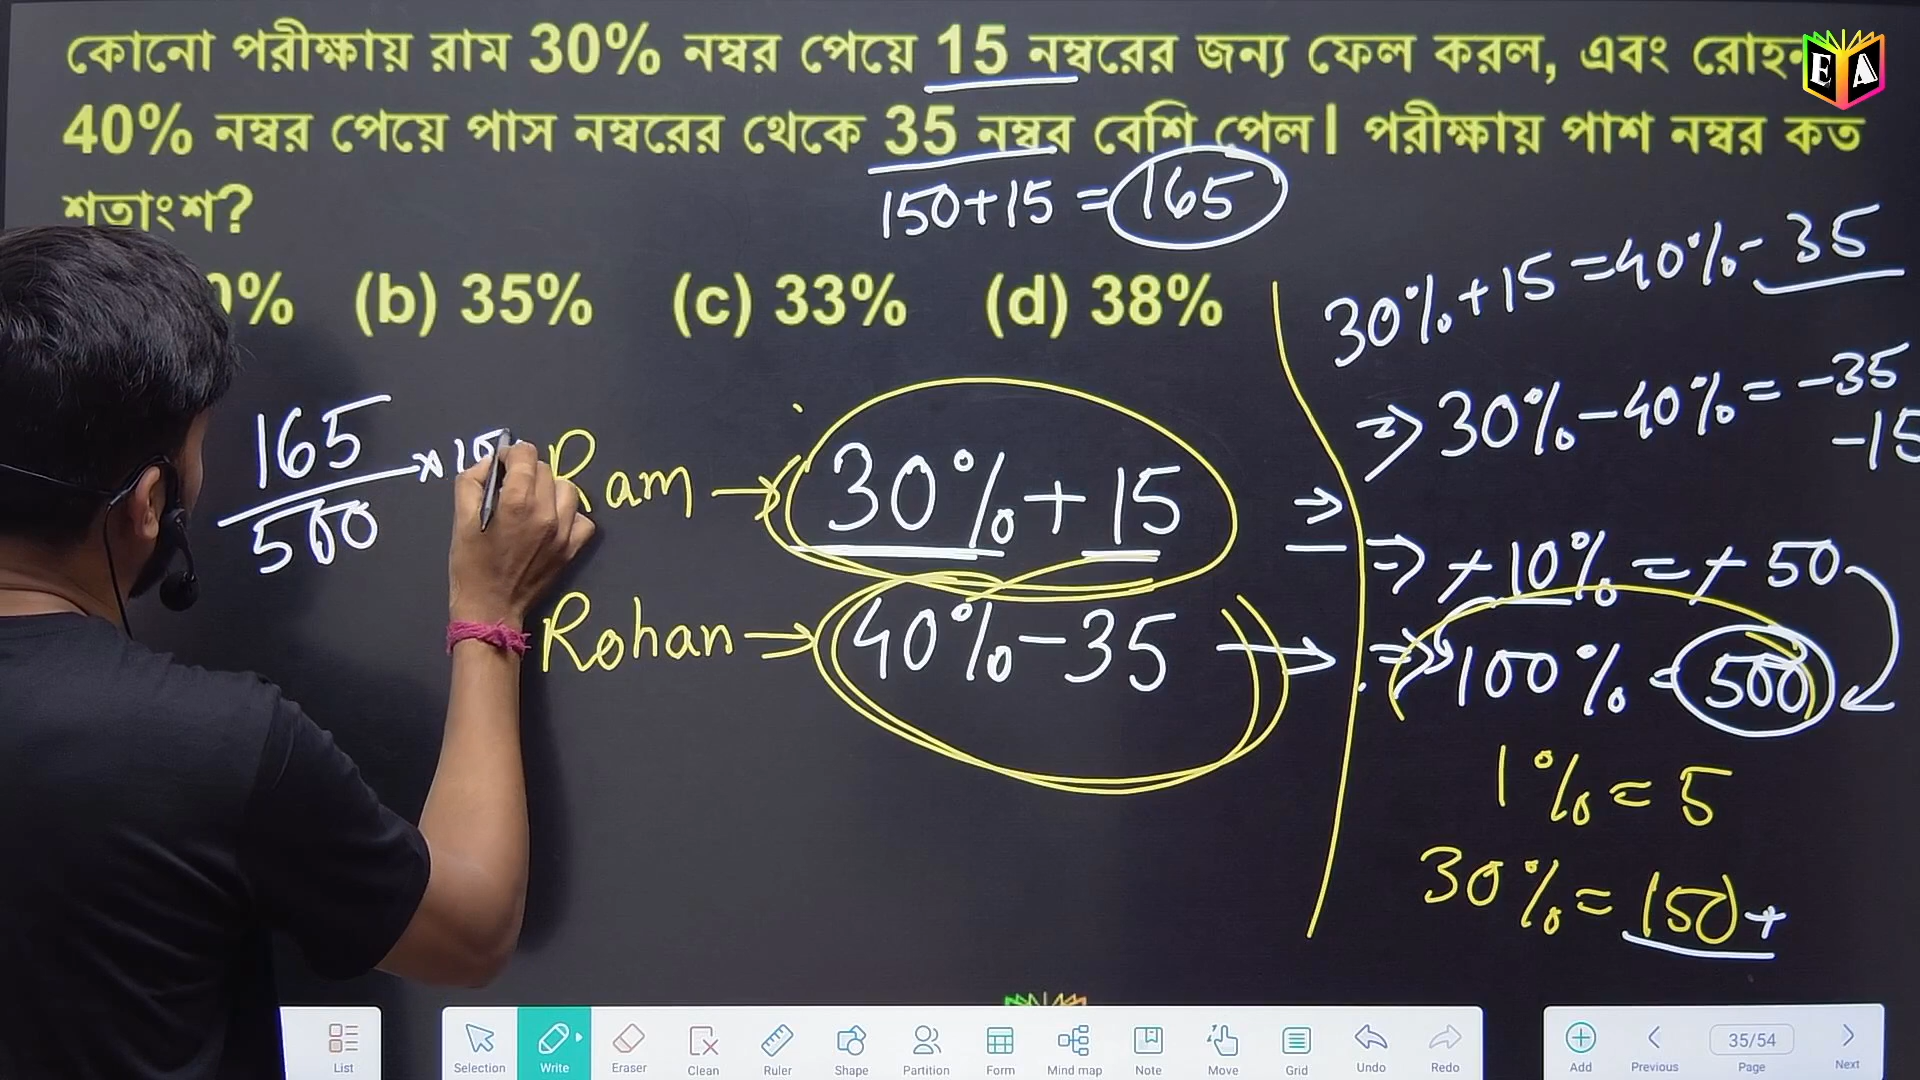 কোনো পরীক্ষায় রাম 30% নম্বর পেয়ে 15 নম্বরের জন্য ফেল করল, এবং রোহন
40% নম্বর পেয়ে পাস নম্বরের থেকে 35 নম্বর বেশি পেল। পরীক্ষায় পাশ নম্বর কত
শতাংশ?
150+15 = 165
0% (b) 35% (c) 33% (d) 38%
165
500
Ram → 30% + 15
Rohan → 40% - 35
30% + 15 = 40% - 35
⇒ 30% - 40% = -35
-15
⇒ + 10% = + 50
⇒ 100% = 500
1% = 5
30% = 150 +
E A
List
Selection Write Eraser Clean Ruler Shape Partition Form Mind map Note Move Grid Undo Redo
Add Previous 35/54 Page Next